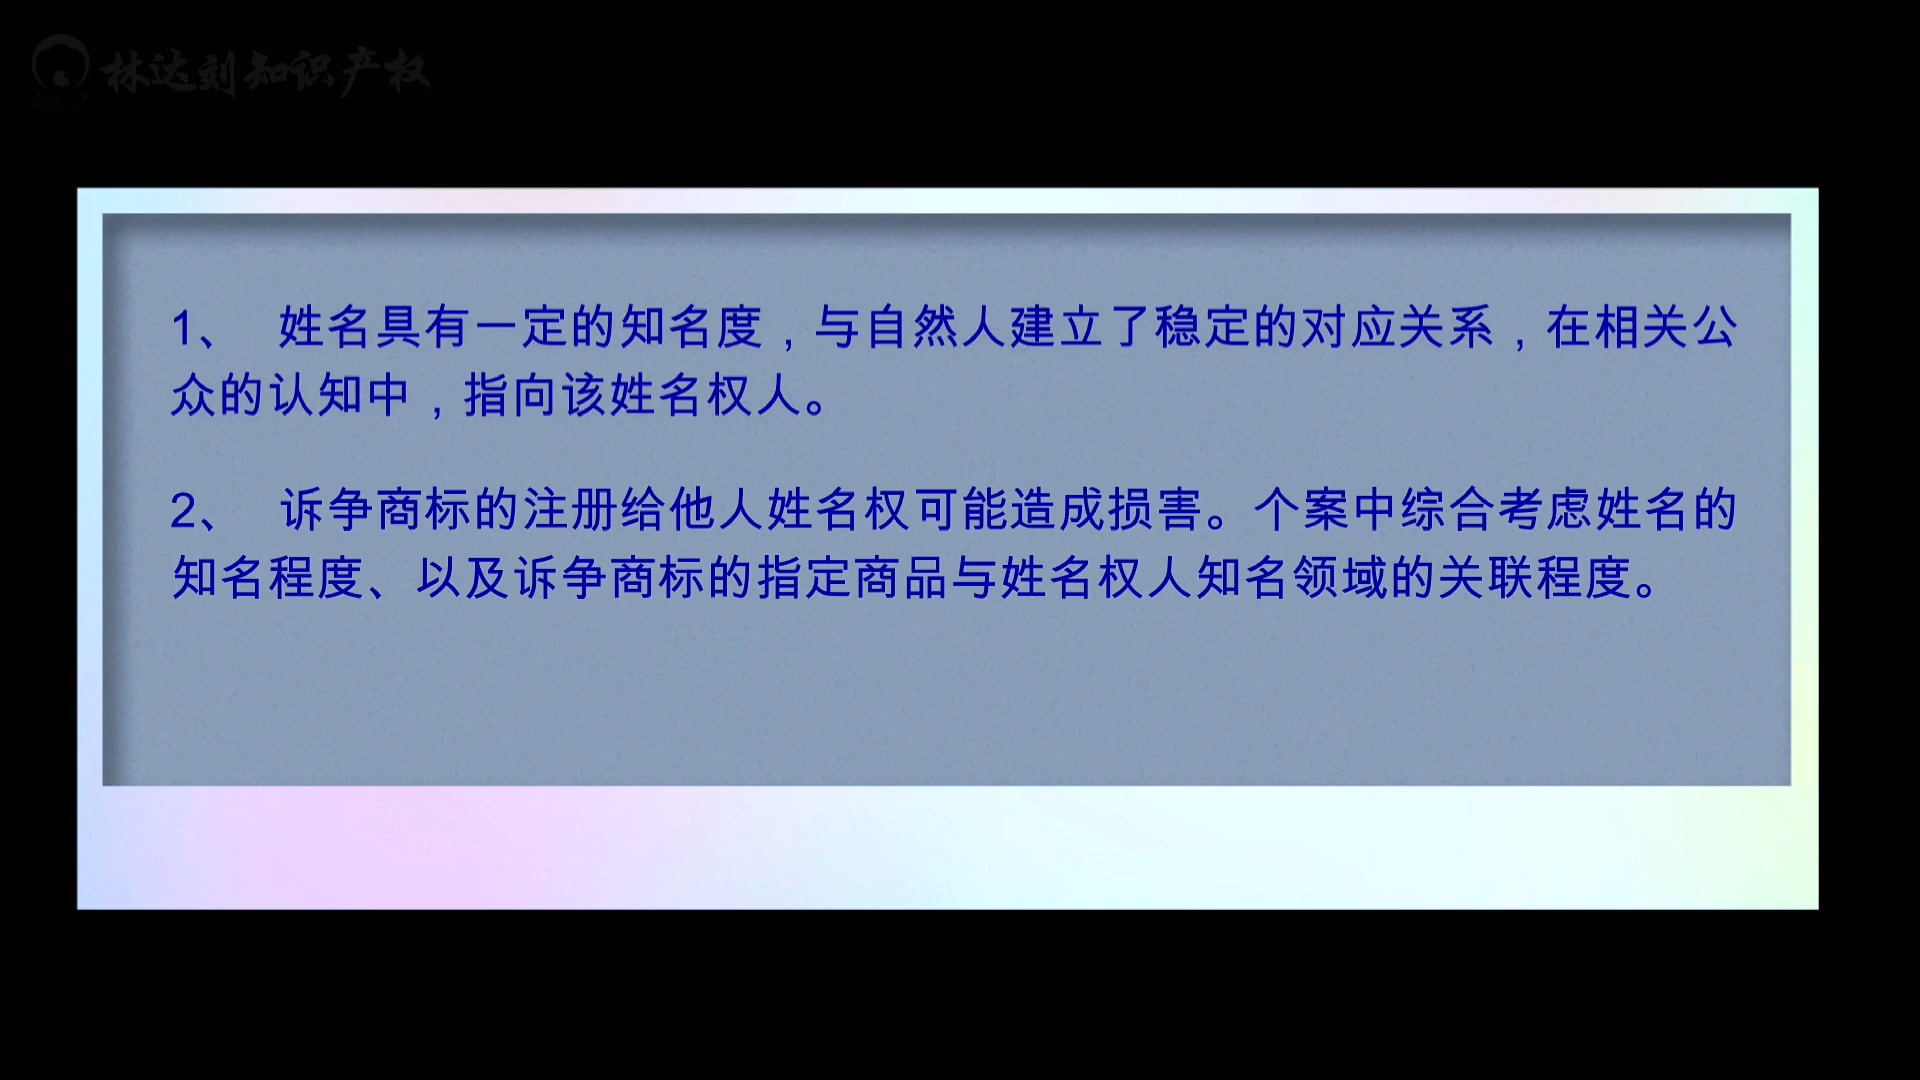 林达刘知识产权
1、 姓名具有一定的知名度，与自然人建立了稳定的对应关系，在相关公
众的认知中，指向该姓名权人。
2、 诉争商标的注册给他人姓名权可能造成损害。个案中综合考虑姓名的
知名程度、以及诉争商标的指定商品与姓名权人知名领域的关联程度。